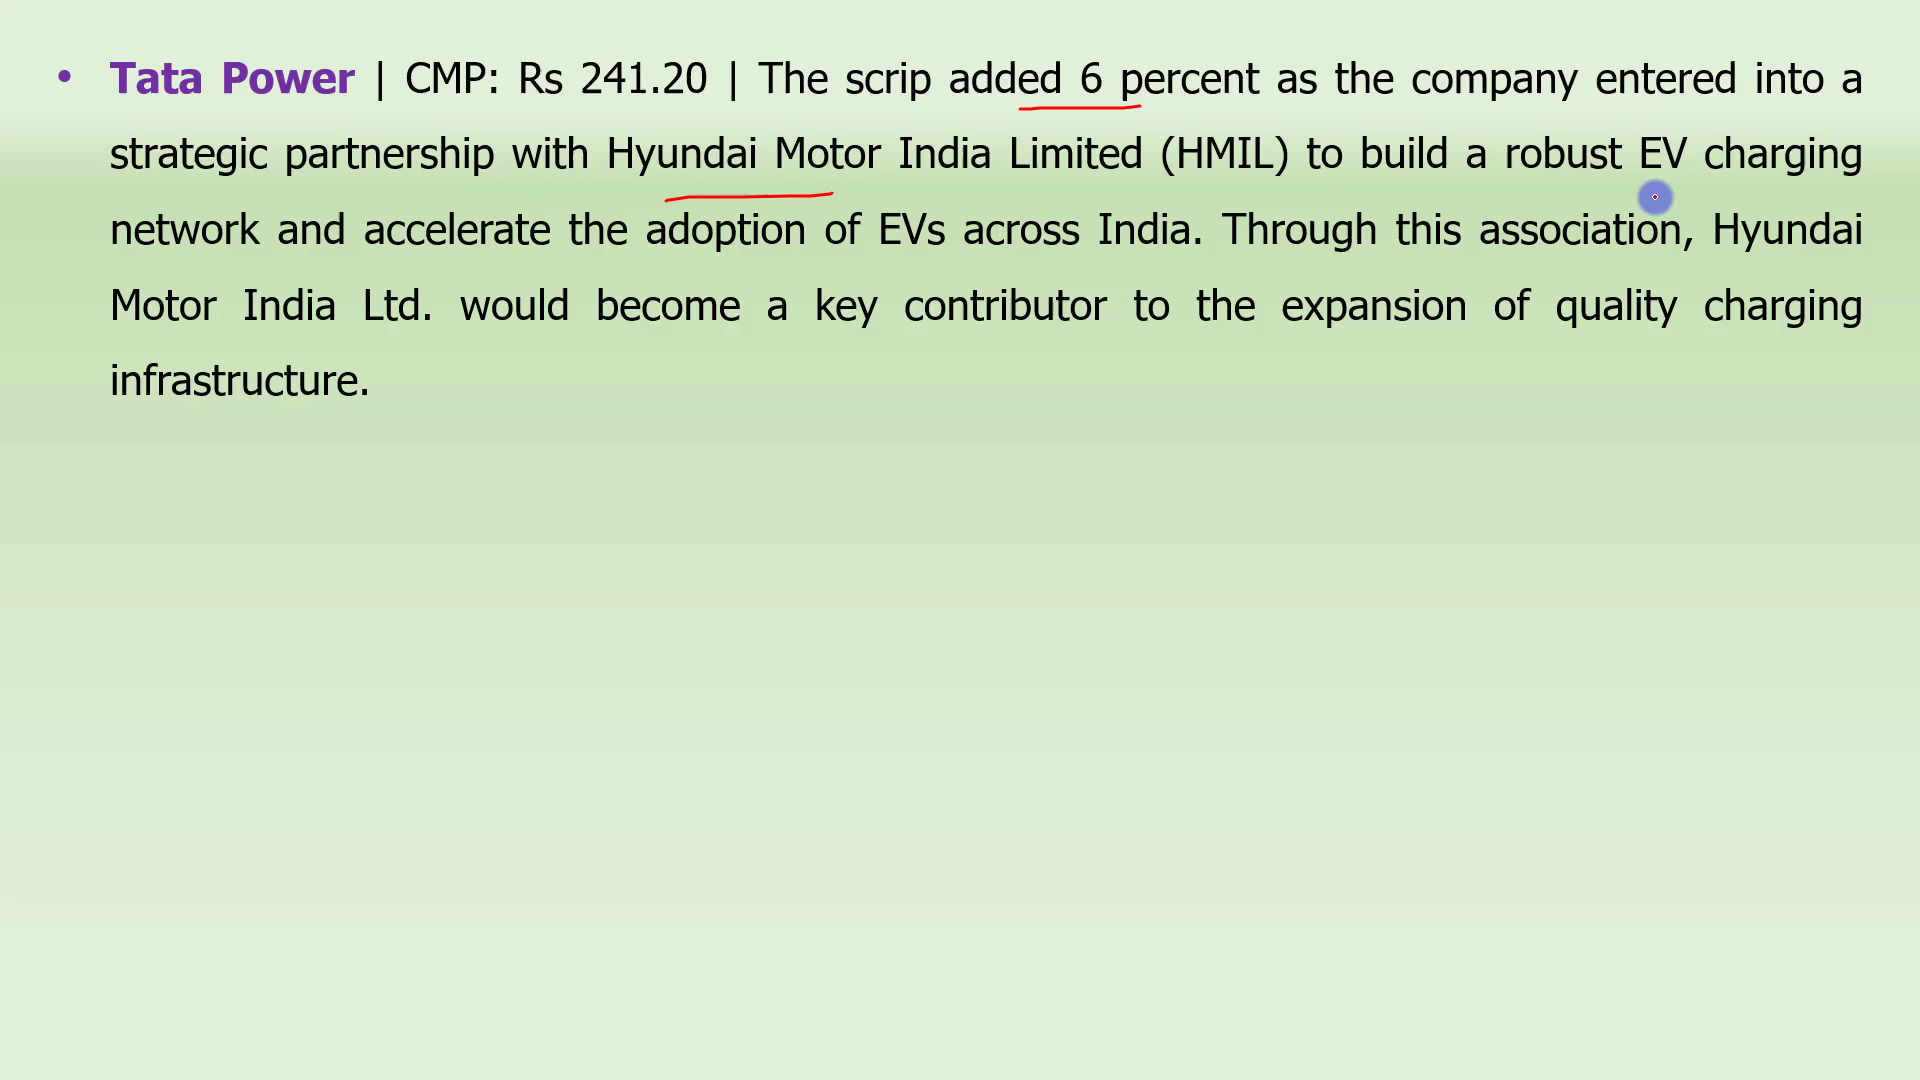 • Tata Power | CMP: Rs 241.20 | The scrip added 6 percent as the company entered into a
strategic partnership with Hyundai Motor India Limited (HMIL) to build a robust EV charging
network and accelerate the adoption of EVs across India. Through this association, Hyundai
Motor India Ltd. would become a key contributor to the expansion of quality charging
infrastructure.